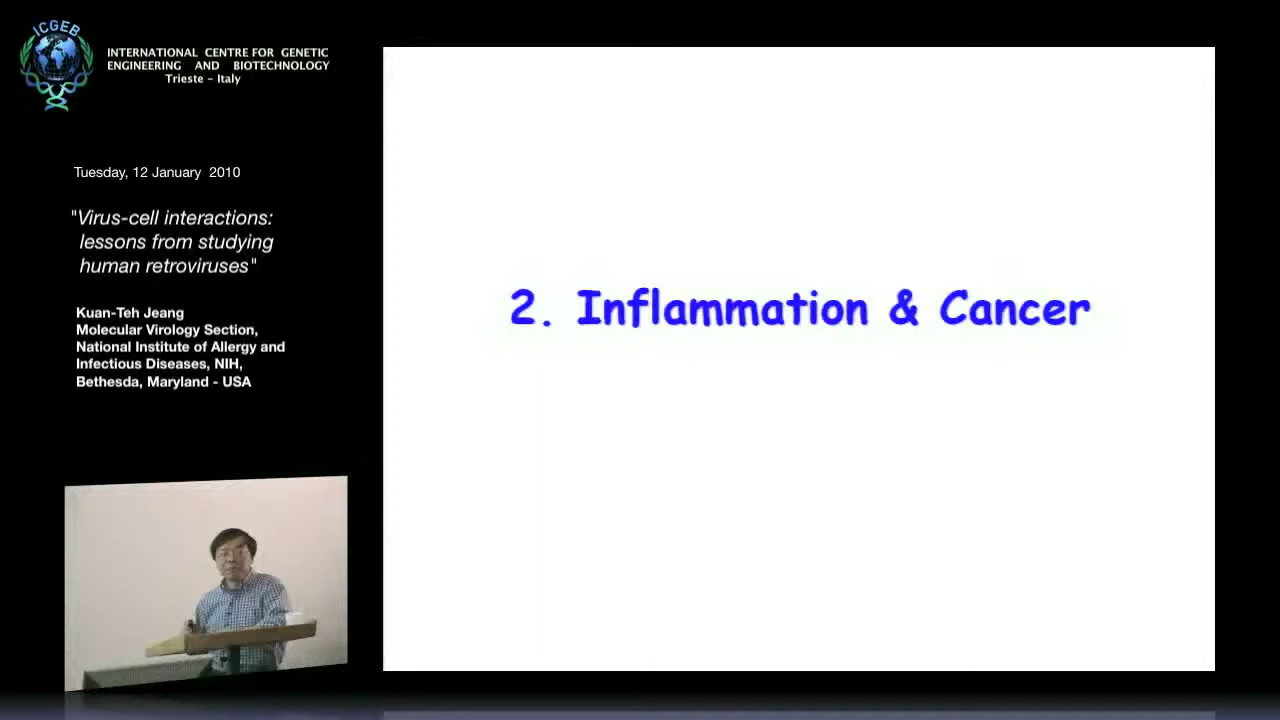 ICGEB
INTERNATIONAL CENTRE FOR GENETIC
ENGINEERING AND BIOTECHNOLOGY
Trieste - Italy
Tuesday, 12 January 2010
"Virus-cell interactions:
lessons from studying
human retroviruses"
Kuan-Teh Jeang
Molecular Virology Section,
National Institute of Allergy and
Infectious Diseases, NIH,
Bethesda, Maryland - USA
2. Inflammation & Cancer